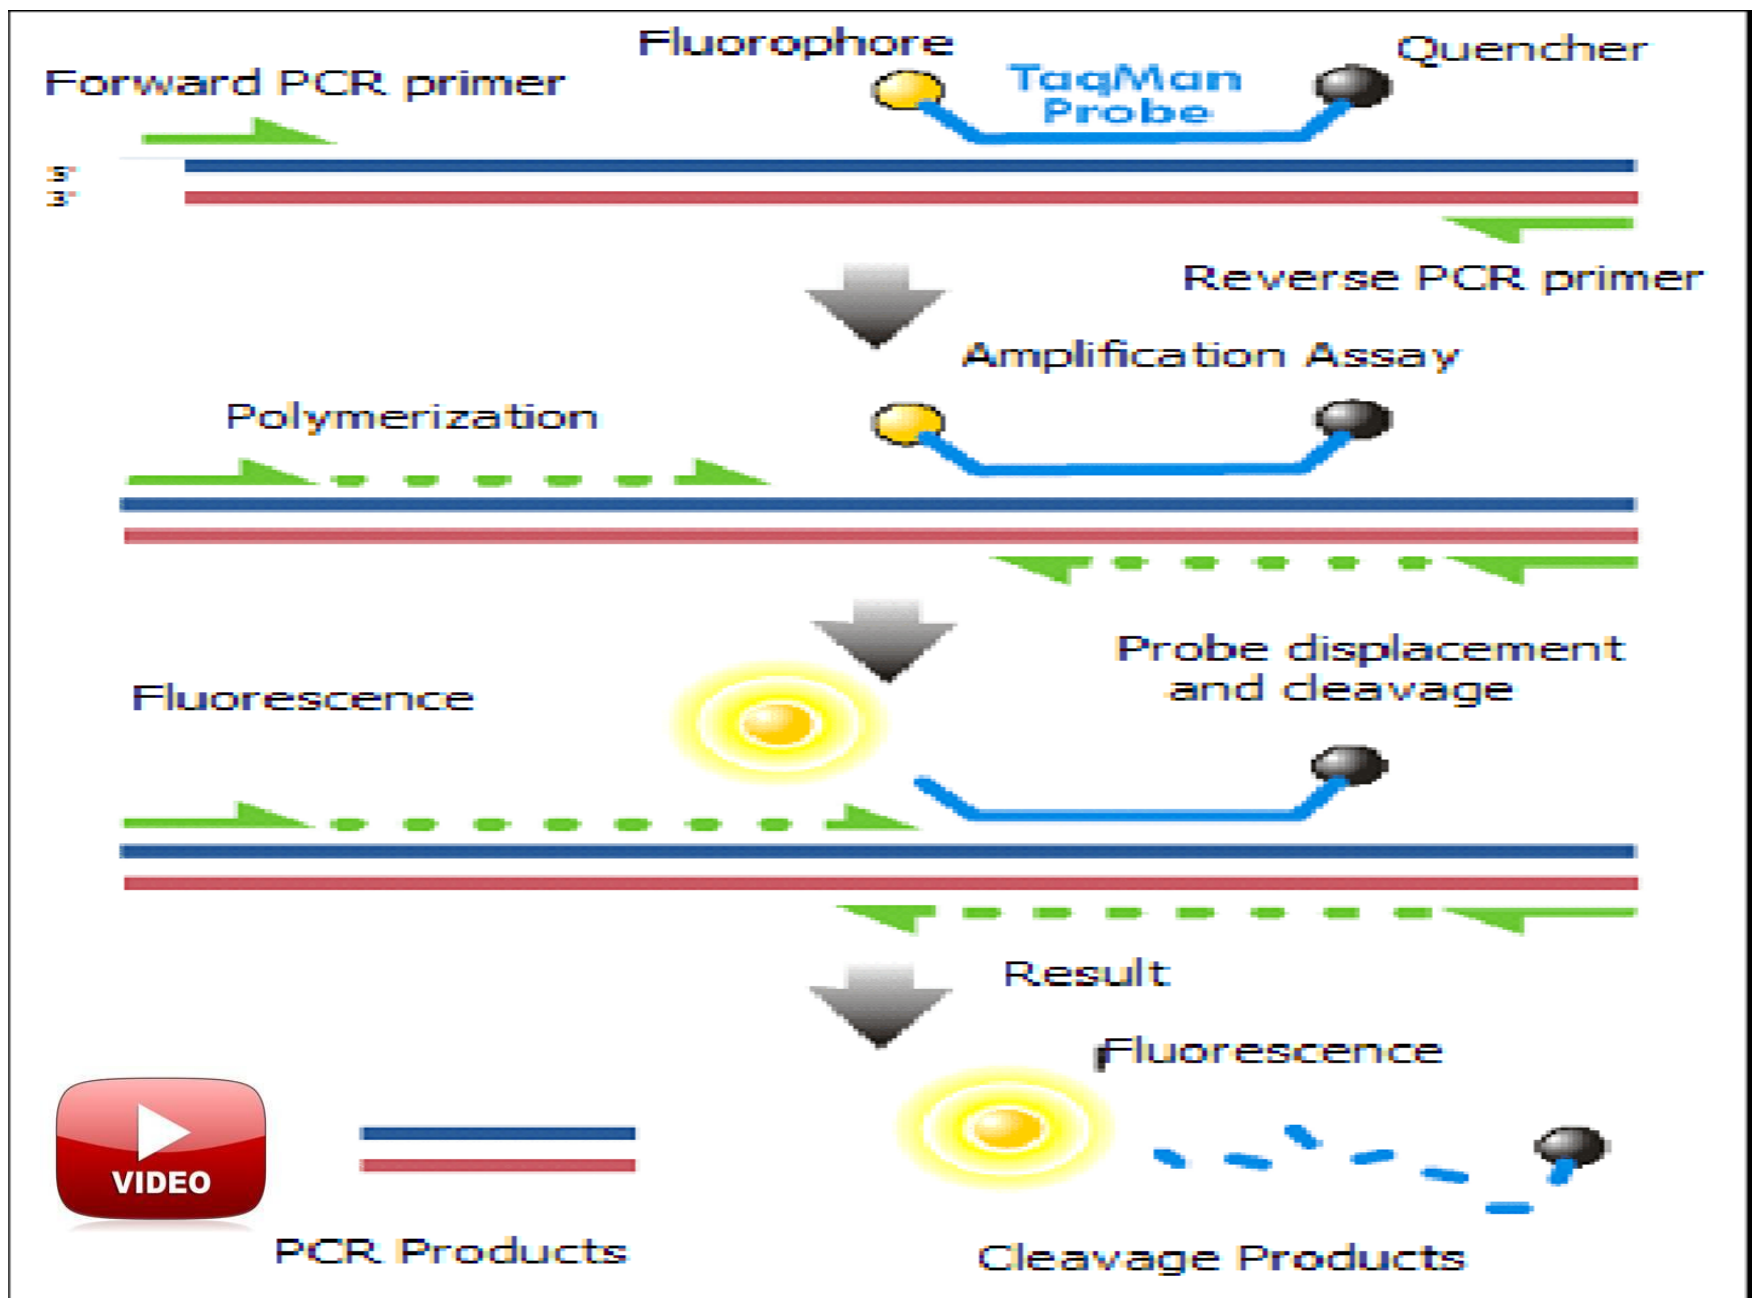 Fluorophore
Quencher
Forward PCR primer
TaqMan
Probe
5'
3'
Reverse PCR primer
Amplification Assay
Polymerization
Probe displacement
and cleavage
Fluorescence
Result
Fluorescence
VIDEO
PCR Products
Cleavage Products